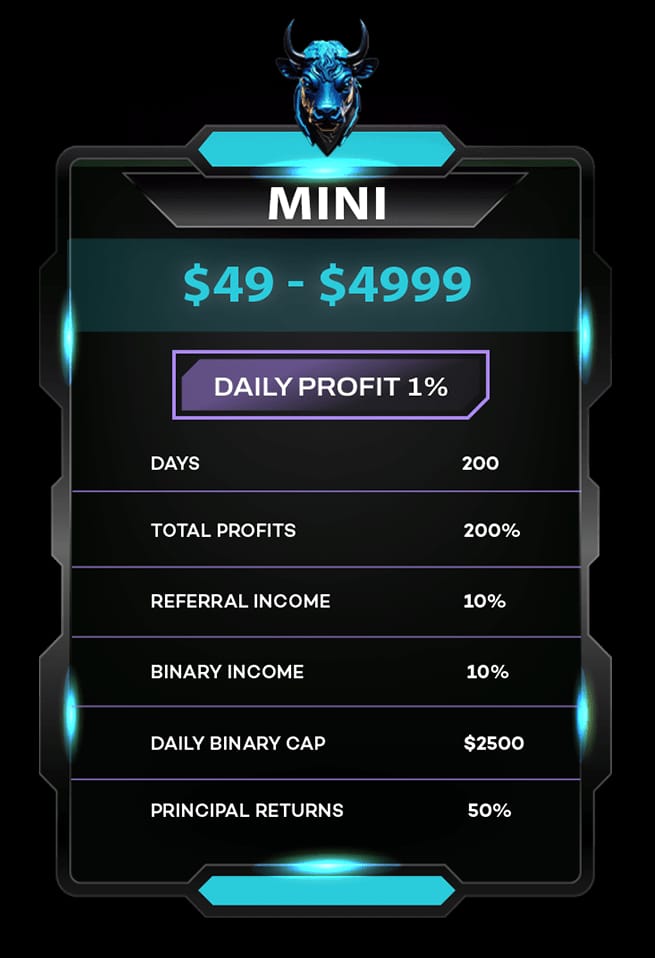 MINI
$49 - $4999
DAILY PROFIT 1%
DAYS 200
TOTAL PROFITS 200%
REFERRAL INCOME 10%
BINARY INCOME 10%
DAILY BINARY CAP $2500
PRINCIPAL RETURNS 50%